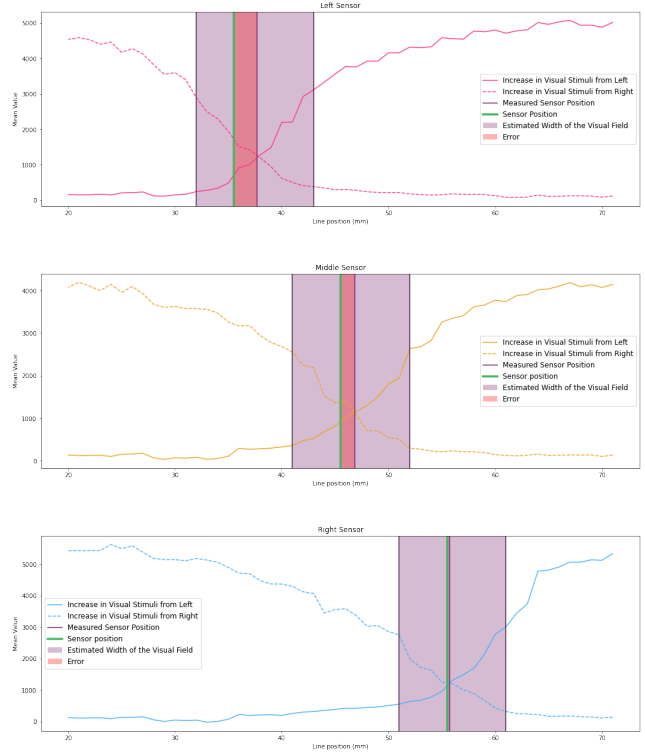 Left Sensor
5000
4000
3000
2000
1000
0
Mean Value
Increase in Visual Stimuli from Left
Increase in Visual Stimuli from Right
Measured Sensor Position
Sensor Position
Estimated Width of the Visual Field
Error
20 30 40 50 60 70
Line position (mm)
Middle Sensor
4000
3000
2000
1000
0
Mean Value
Increase in Visual Stimuli from Left
Increase in Visual Stimuli from Right
Measured Sensor Position
Sensor position
Estimated Width of the Visual Field
Error
20 30 40 50 60 70
Line position (mm)
Right Sensor
5000
4000
3000
2000
1000
0
Mean Value
Increase in Visual Stimuli from Left
Increase in Visual Stimuli from Right
Measured Sensor Position
Sensor position
Estimated Width of the Visual Field
Error
20 30 40 50 60 70
Line position (mm)